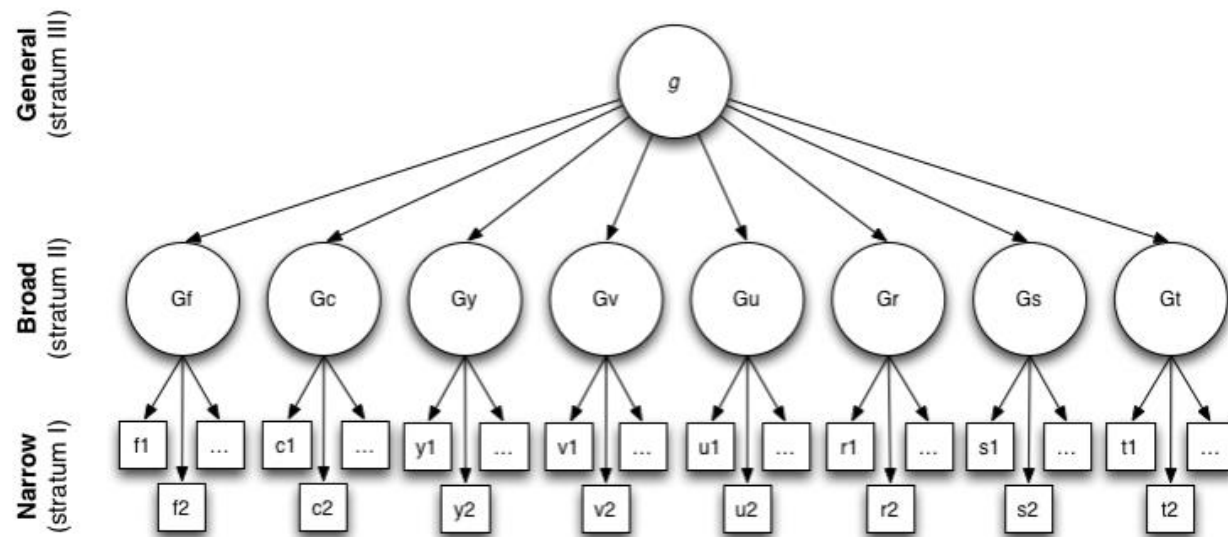 General
(stratum III)
g
Broad
(stratum II)
Gf Gc Gy Gv Gu Gr Gs Gt
Narrow
(stratum I)
f1 ... c1 ... y1 ... v1 ... u1 ... r1 ... s1 ... t1 ...
f2 c2 y2 v2 u2 r2 s2 t2